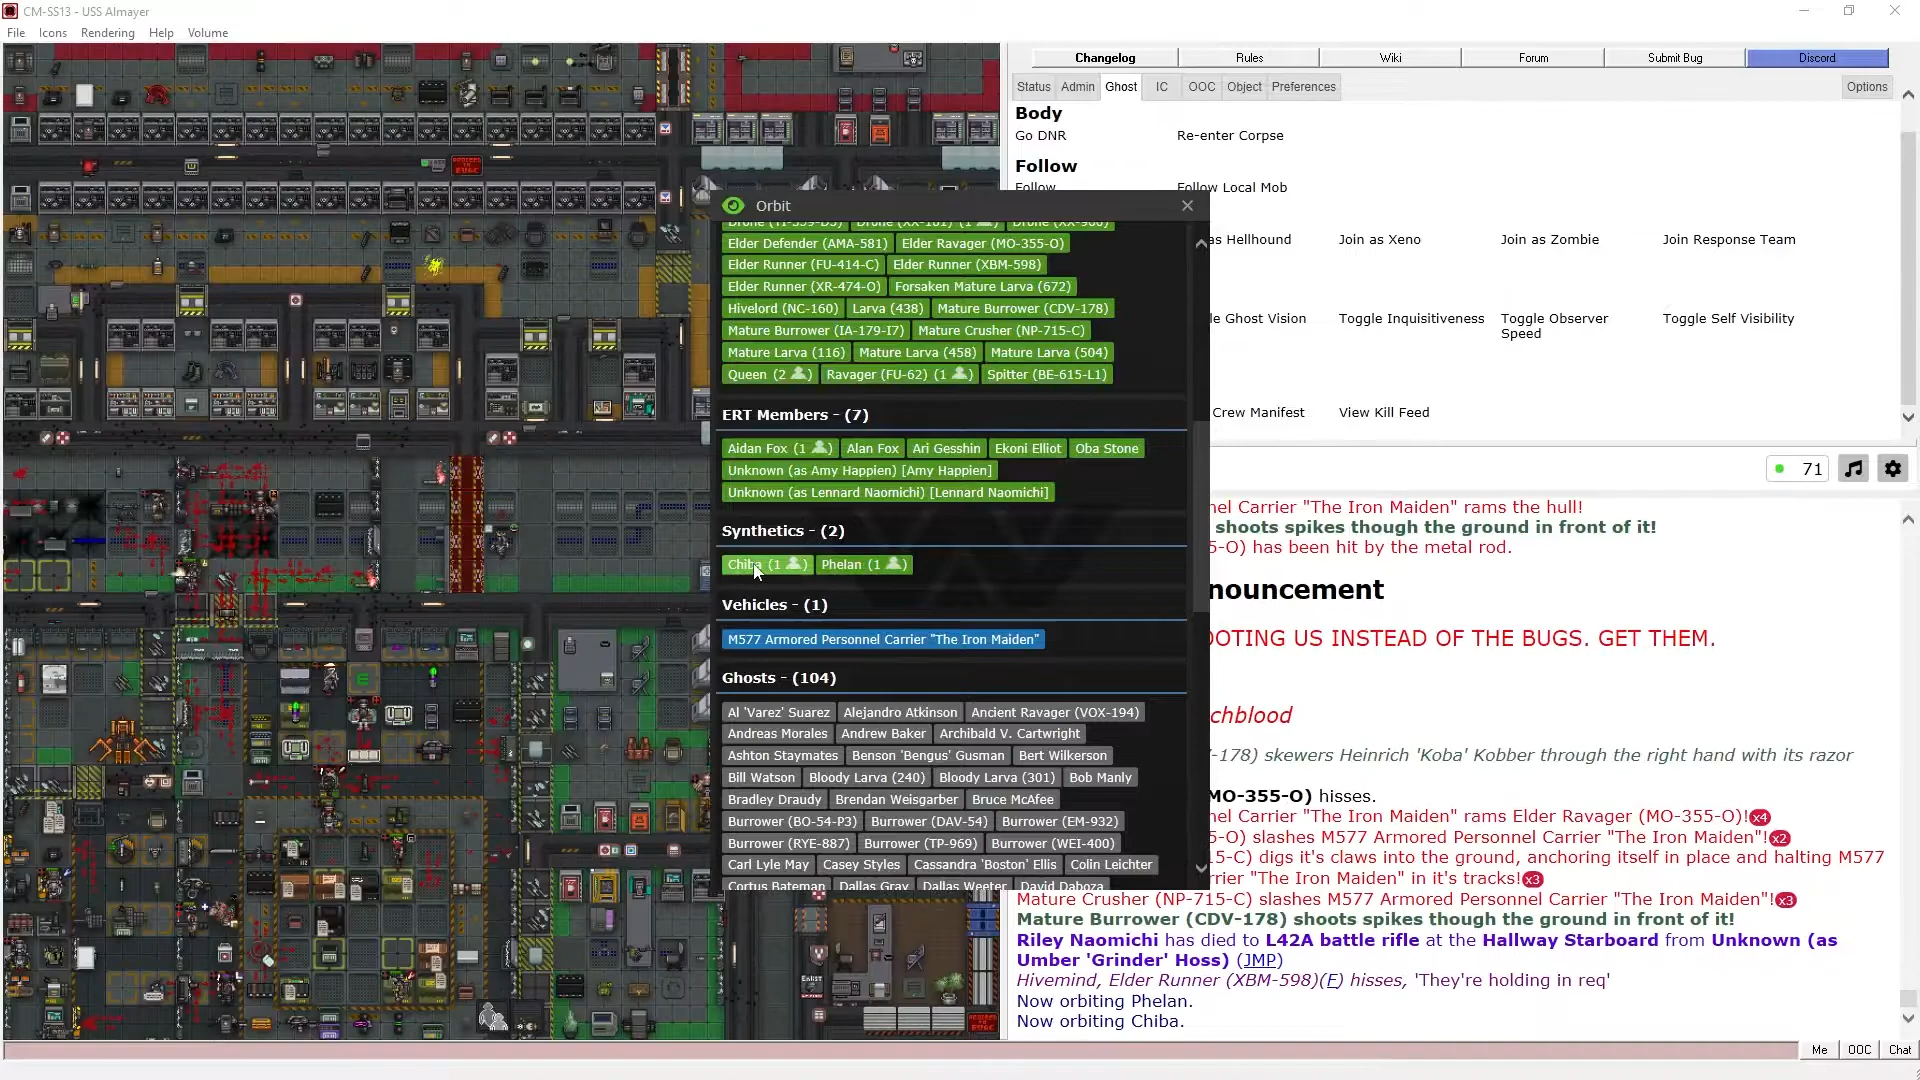 CM-SS13 - USS Almayer
File Icons Rendering Help Volume
Changelog Rules Wiki Forum Submit Bug Discord
Status Admin Ghost IC OOC Object Preferences Options
Body
Go DNR Re-enter Corpse
Follow
Follow Follow Local Mob
as Hellhound Join as Xeno Join as Zombie Join Response Team
le Ghost Vision Toggle Inquisitiveness Toggle Observer Speed Toggle Self Visibility
Crew Manifest View Kill Feed
71
Orbit
Elder Defender (AMA-581) Elder Ravager (MO-355-O)
Elder Runner (FU-414-C) Elder Runner (XBM-598)
Elder Runner (XR-474-O) Forsaken Mature Larva (672)
Hivelord (NC-160) Larva (438) Mature Burrower (CDV-178)
Mature Burrower (IA-179-I7) Mature Crusher (NP-715-C)
Mature Larva (116) Mature Larva (458) Mature Larva (504)
Queen (2) Ravager (FU-62) (1) Spitter (BE-615-L1)
ERT Members - (7)
Aidan Fox (1) Alan Fox Ari Gesshin Ekoni Elliot Oba Stone
Unknown (as Amy Happien) [Amy Happien]
Unknown (as Lennard Naomichi) [Lennard Naomichi]
Synthetics - (2)
Chiba (1) Phelan (1)
Vehicles - (1)
M577 Armored Personnel Carrier "The Iron Maiden"
Ghosts - (104)
Al 'Varez' Suarez Alejandro Atkinson Ancient Ravager (VOX-194)
Andreas Morales Andrew Baker Archibald V. Cartwright
Ashton Staymates Benson 'Bengus' Gusman Bert Wilkerson
Bill Watson Bloody Larva (240) Bloody Larva (301) Bob Manly
Bradley Draudy Brendan Weisgarber Bruce McAfee
Burrower (BO-54-P3) Burrower (DAV-54) Burrower (EM-932)
Burrower (RYE-887) Burrower (TP-969) Burrower (WEI-400)
Carl Lyle May Casey Styles Cassandra 'Boston' Ellis Colin Leichter
Cortus Bateman Dallas Gray Dallas Weeter David Daboza
nel Carrier "The Iron Maiden" rams the hull!
shoots spikes though the ground in front of it!
5-O) has been hit by the metal rod.
nouncement
OOTING US INSTEAD OF THE BUGS. GET THEM.
chblood
-178) skewers Heinrich 'Koba' Kobber through the right hand with its razor
MO-355-O) hisses.
nel Carrier "The Iron Maiden" rams Elder Ravager (MO-355-O)! x4
5-O) slashes M577 Armored Personnel Carrier "The Iron Maiden"! x2
15-C) digs it's claws into the ground, anchoring itself in place and halting M577
rier "The Iron Maiden" in it's tracks! x3
Mature Crusher (NP-715-C) slashes M577 Armored Personnel Carrier "The Iron Maiden"! x3
Mature Burrower (CDV-178) shoots spikes though the ground in front of it!
Riley Naomichi has died to L42A battle rifle at the Hallway Starboard from Unknown (as
Umber 'Grinder' Hoss) (JMP)
Hivemind, Elder Runner (XBM-598)(F) hisses, 'They're holding in req'
Now orbiting Phelan.
Now orbiting Chiba.
Me OOC Chat